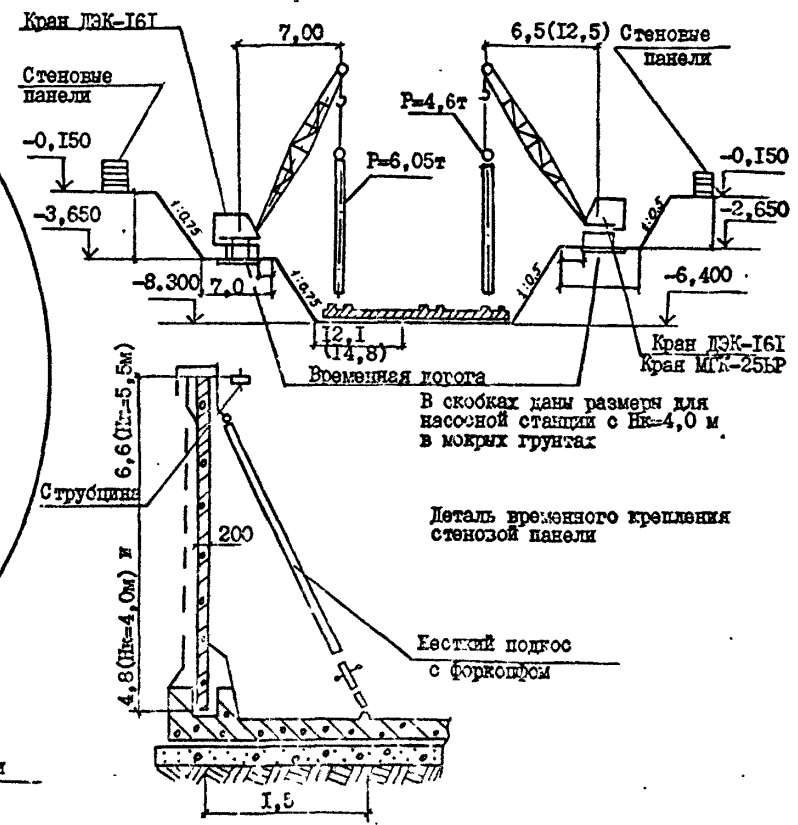 Кран ДЭК-161
7,00
6,5(12,5)
Стеновые
панели
Стеновые
панели
P=4,6т
P=6,05т
-0,150
-0,150
-3,650
1:0.75
1:0.5
-2,650
-8.300
7,0
1:0.75
1:0.5
-6,400
12,1
(14,8)
Кран ДЭК-161
Кран МГК-25БР
Временная
В скобках даны размеры для
насосной станции с Нк=4,0 м
в мокрых грунтах
Струбцина
4,8(Нк=4,0м) и 6,6(Нк=5,5м)
200
Деталь временного крепления
стеновой панели
Жесткий подкос
с форкопфом
1,5